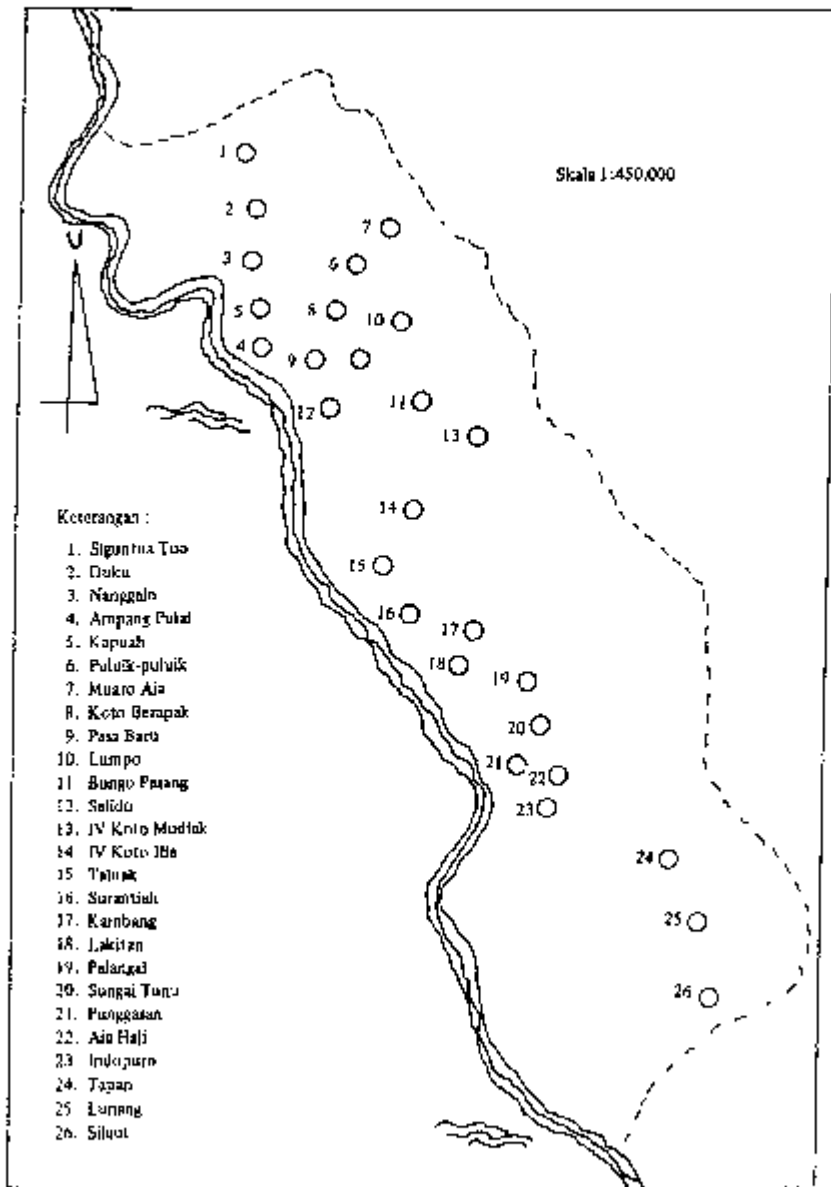 Skala 1:450.000
1
2
7
3
6
5
8
10
4
9
11
12
13
14
15
16
17
18
19
20
21
22
23
24
25
26
U
Keterangan :
1. Siguntua Tuo
2. Duku
3. Nanggalo
4. Ampang Pulai
5. Kapuah
6. Puluik-puluik
7. Muaro Aia
8. Koto Berapak
9. Pasa Baru
10. Lumpo
11. Bungo Pasang
12. Salido
13. IV Koto Mudiak
14. IV Koto Ilia
15. Taluak
16. Surantiah
17. Kambang
18. Lakitan
19. Palangai
20. Sungai Tunu
21. Punggasan
22. Aia Haji
23. Indopuro
24. Tapan
25. Lunang
26. Silaut